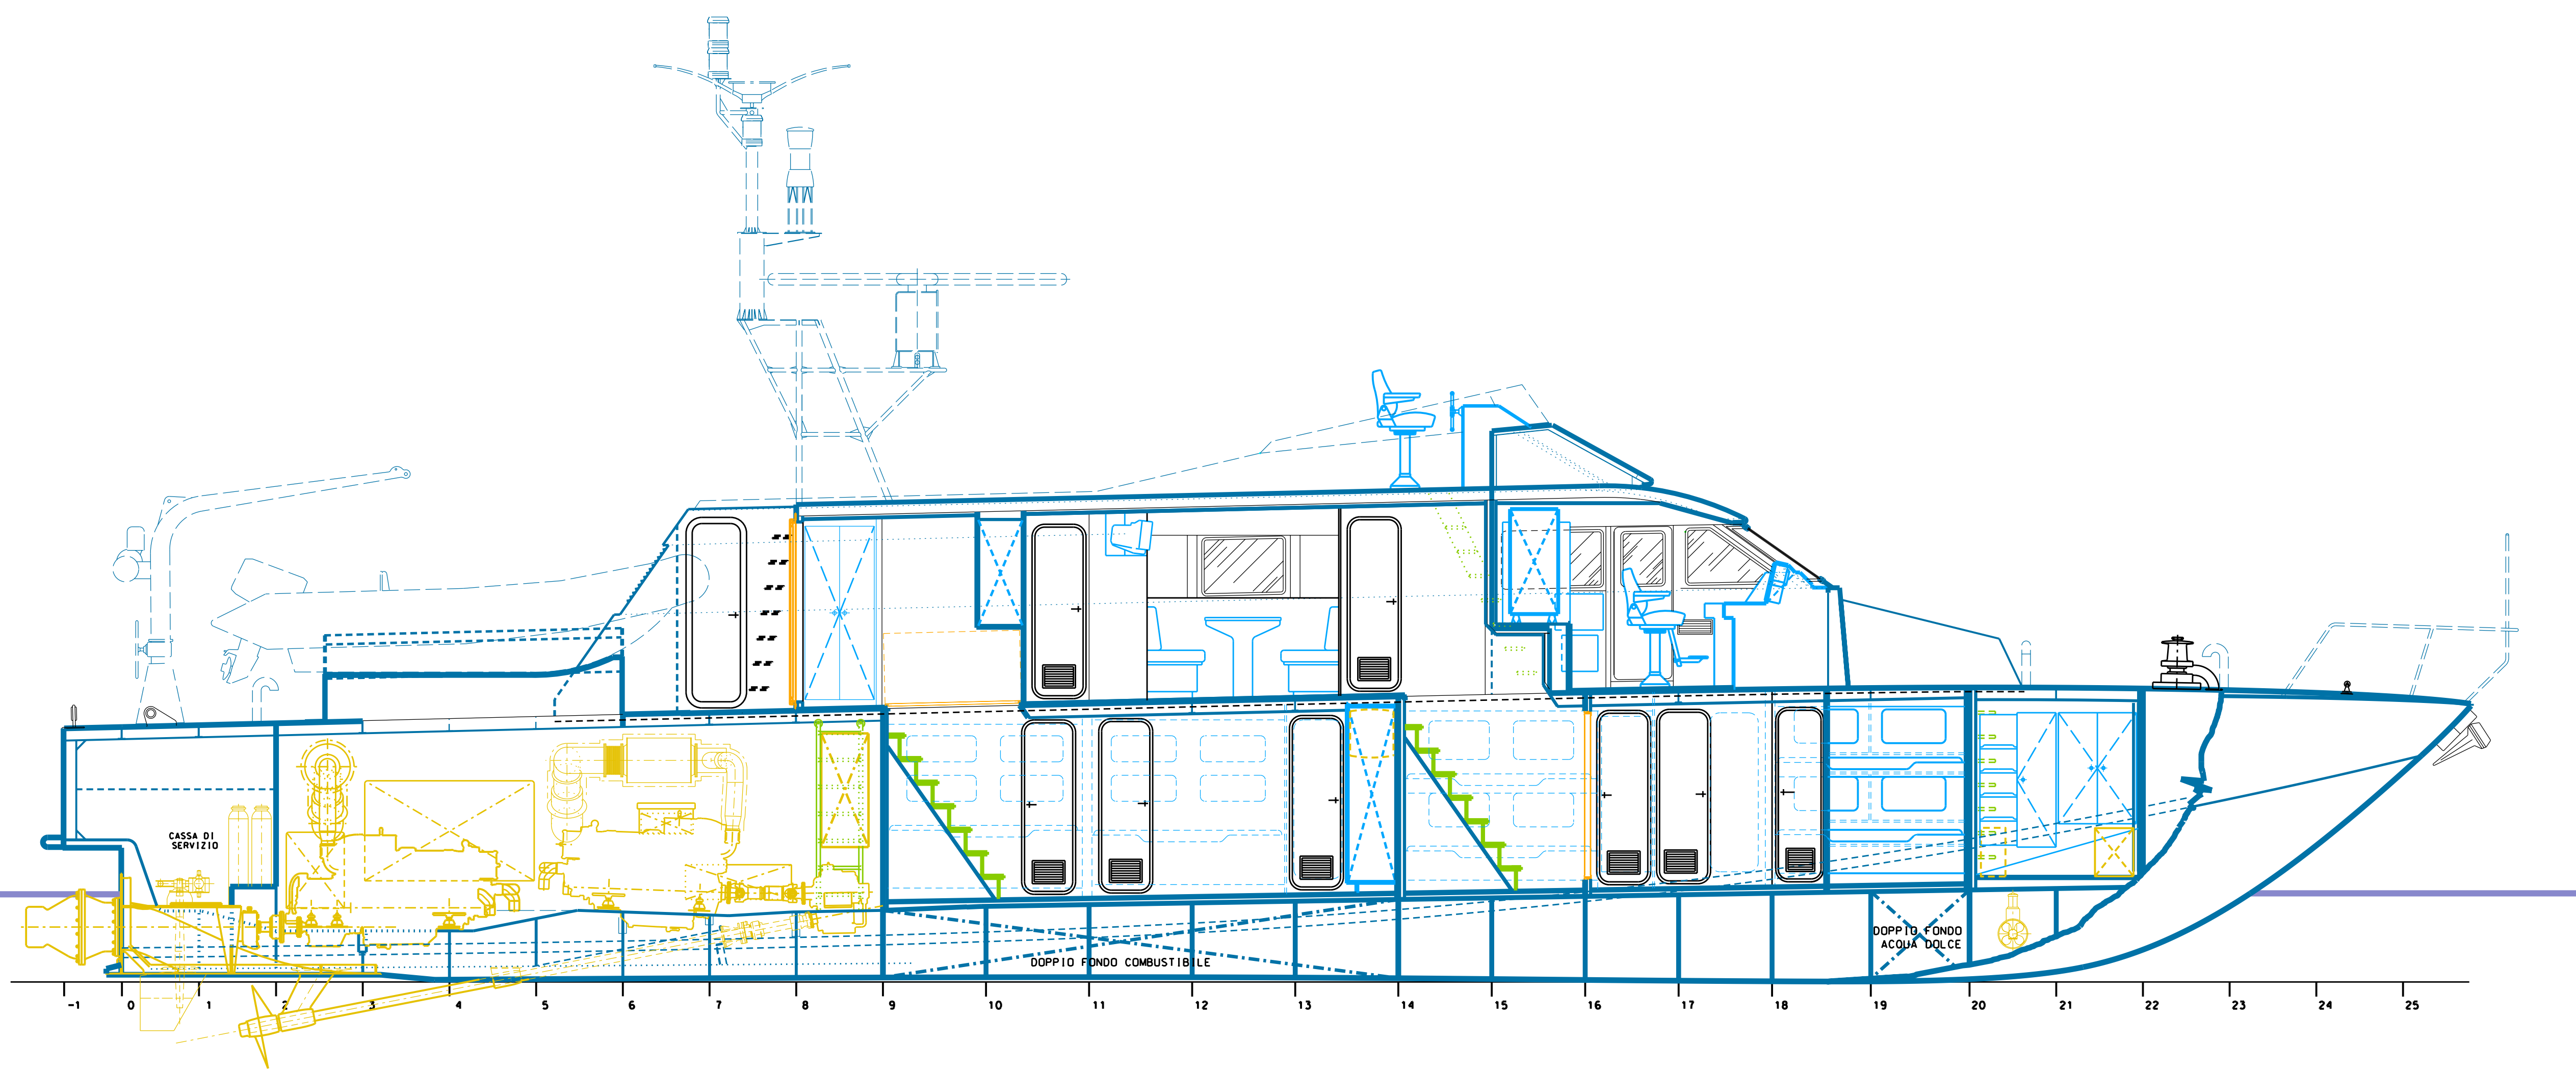 CASSA DI
SERVIZIO
DOPPIO FONDO
ACQUA DOLCE
DOPPIO FONDO COMBUSTIBILE
-1 0 1 2 3 4 5 6 7 8 9 10 11 12 13 14 15 16 17 18 19 20 21 22 23 24 25